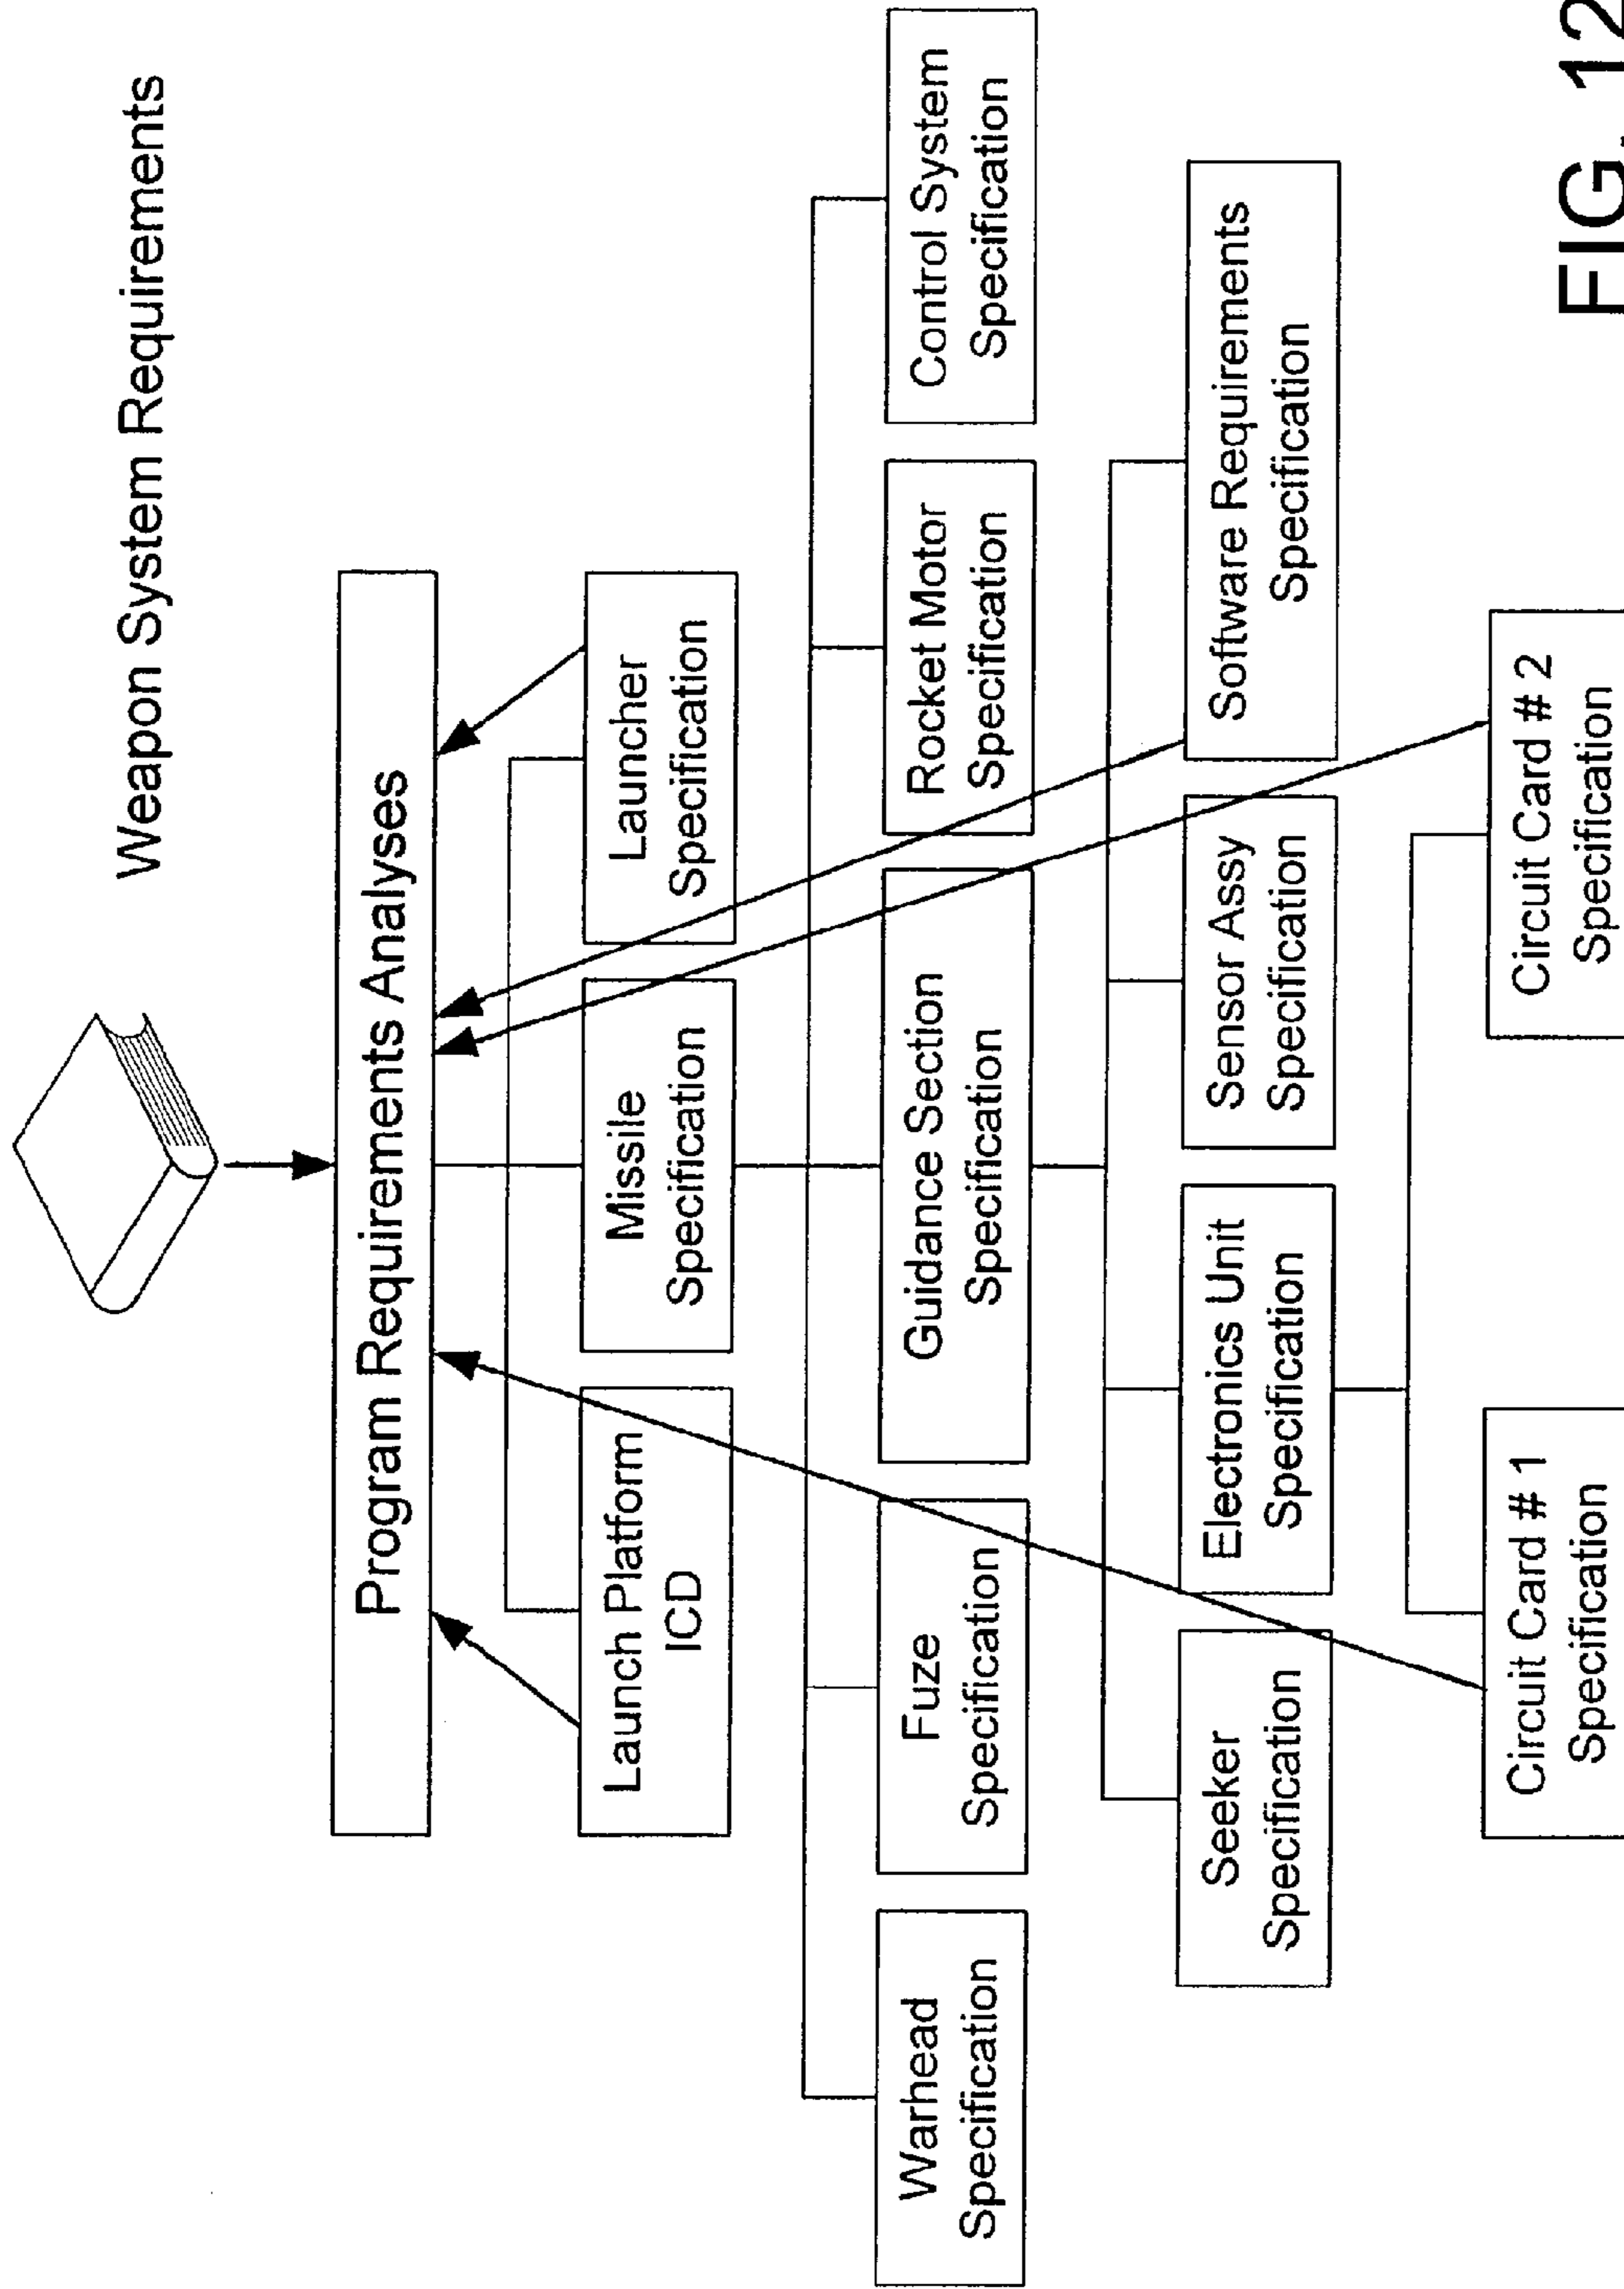 Weapon System Requirements
Program Requirements Analyses
Launch Platform
ICD
Missile
Specification
Launcher
Specification
Warhead
Specification
Fuze
Specification
Guidance Section
Specification
Rocket Motor
Specification
Control System
Specification
Seeker
Specification
Electronics Unit
Specification
Sensor Assy
Specification
Software Requirements
Specification
Circuit Card # 1
Specification
Circuit Card # 2
Specification
FIG. 12